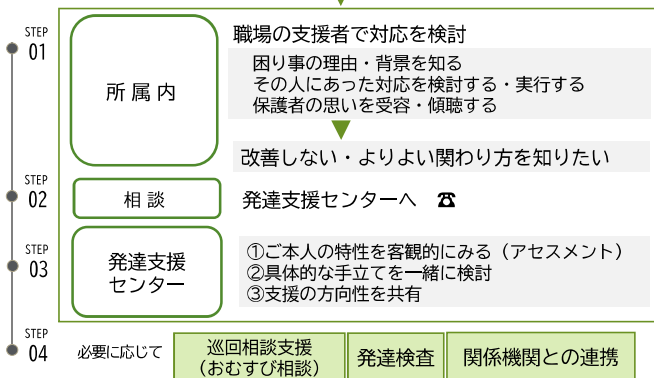 STEP
01
所属内
職場の支援者で対応を検討
困り事の理由・背景を知る
その人にあった対応を検討する・実行する
保護者の思いを受容・傾聴する
改善しない・よりよい関わり方を知りたい
STEP
02
相談
発達支援センターへ ☎
STEP
03
発達支援
センター
①ご本人の特性を客観的にみる（アセスメント）
②具体的な手立てを一緒に検討
③支援の方向性を共有
STEP
04
必要に応じて
巡回相談支援
（おむすび相談）
発達検査
関係機関との連携